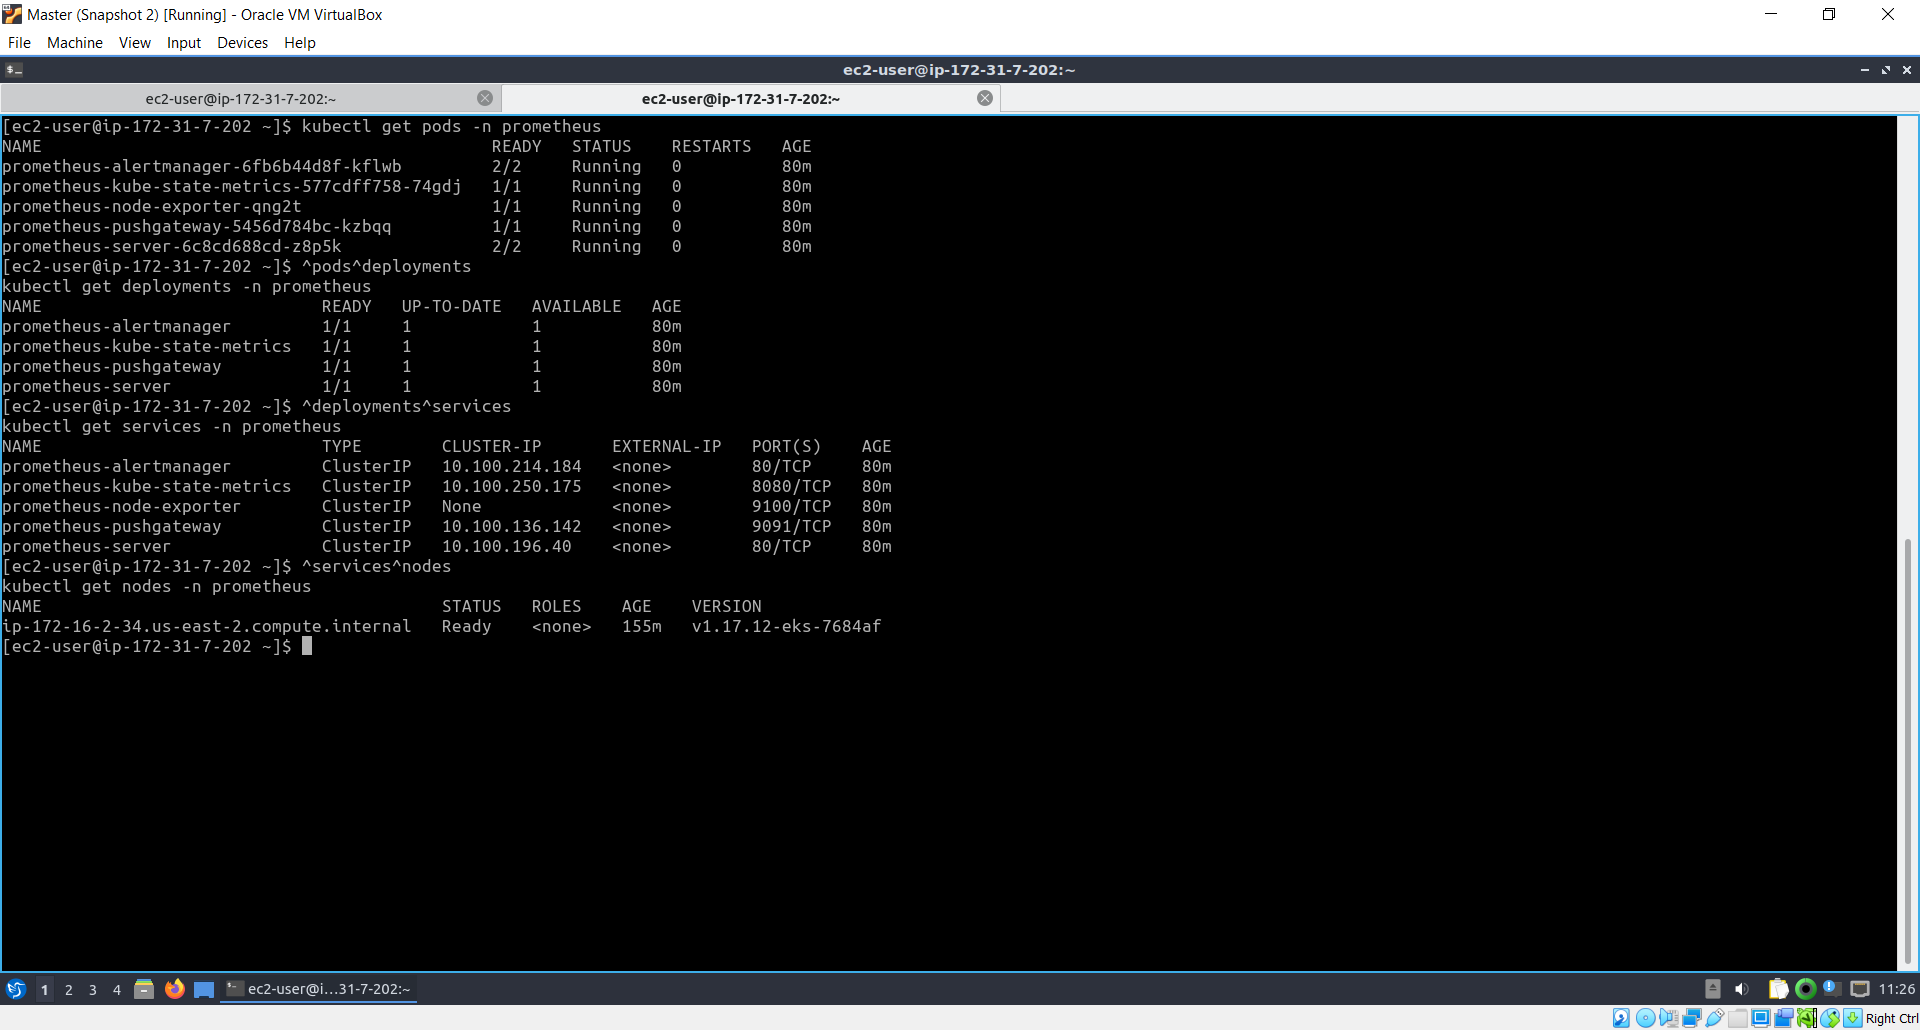 Master (Snapshot 2) [Running] - Oracle VM VirtualBox
File Machine View Input Devices Help
ec2-user@ip-172-31-7-202:~
ec2-user@ip-172-31-7-202:~ ec2-user@ip-172-31-7-202:~
[ec2-user@ip-172-31-7-202 ~]$ kubectl get pods -n prometheus
NAME READY STATUS RESTARTS AGE
prometheus-alertmanager-6fb6b44d8f-kflwb 2/2 Running 0 80m
prometheus-kube-state-metrics-577cdff758-74gdj 1/1 Running 0 80m
prometheus-node-exporter-qng2t 1/1 Running 0 80m
prometheus-pushgateway-5456d784bc-kzbqq 1/1 Running 0 80m
prometheus-server-6c8cd688cd-z8p5k 2/2 Running 0 80m
[ec2-user@ip-172-31-7-202 ~]$ ^pods^deployments
kubectl get deployments -n prometheus
NAME READY UP-TO-DATE AVAILABLE AGE
prometheus-alertmanager 1/1 1 1 80m
prometheus-kube-state-metrics 1/1 1 1 80m
prometheus-pushgateway 1/1 1 1 80m
prometheus-server 1/1 1 1 80m
[ec2-user@ip-172-31-7-202 ~]$ ^deployments^services
kubectl get services -n prometheus
NAME TYPE CLUSTER-IP EXTERNAL-IP PORT(S) AGE
prometheus-alertmanager ClusterIP 10.100.214.184 <none> 80/TCP 80m
prometheus-kube-state-metrics ClusterIP 10.100.250.175 <none> 8080/TCP 80m
prometheus-node-exporter ClusterIP None <none> 9100/TCP 80m
prometheus-pushgateway ClusterIP 10.100.136.142 <none> 9091/TCP 80m
prometheus-server ClusterIP 10.100.196.40 <none> 80/TCP 80m
[ec2-user@ip-172-31-7-202 ~]$ ^services^nodes
kubectl get nodes -n prometheus
NAME STATUS ROLES AGE VERSION
ip-172-16-2-34.us-east-2.compute.internal Ready <none> 155m v1.17.12-eks-7684af
[ec2-user@ip-172-31-7-202 ~]$
1 2 3 4 ec2-user@i...31-7-202:~ 11:26
Right Ctrl